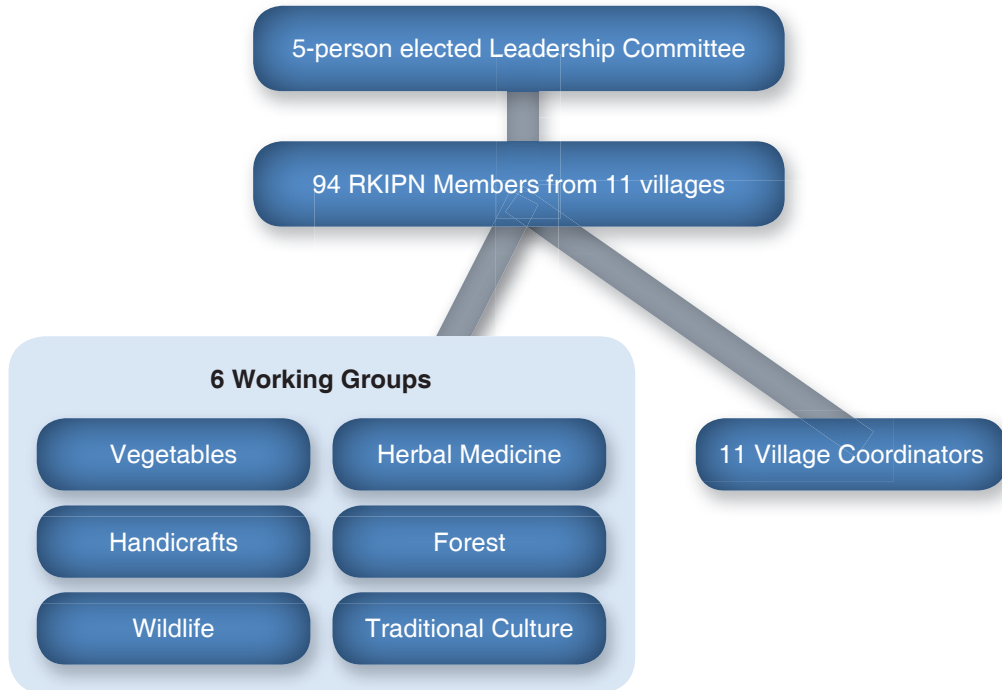 5-person elected Leadership Committee
94 RKIPN Members from 11 villages
6 Working Groups
Vegetables
Herbal Medicine
Handicrafts
Forest
Wildlife
Traditional Culture
11 Village Coordinators